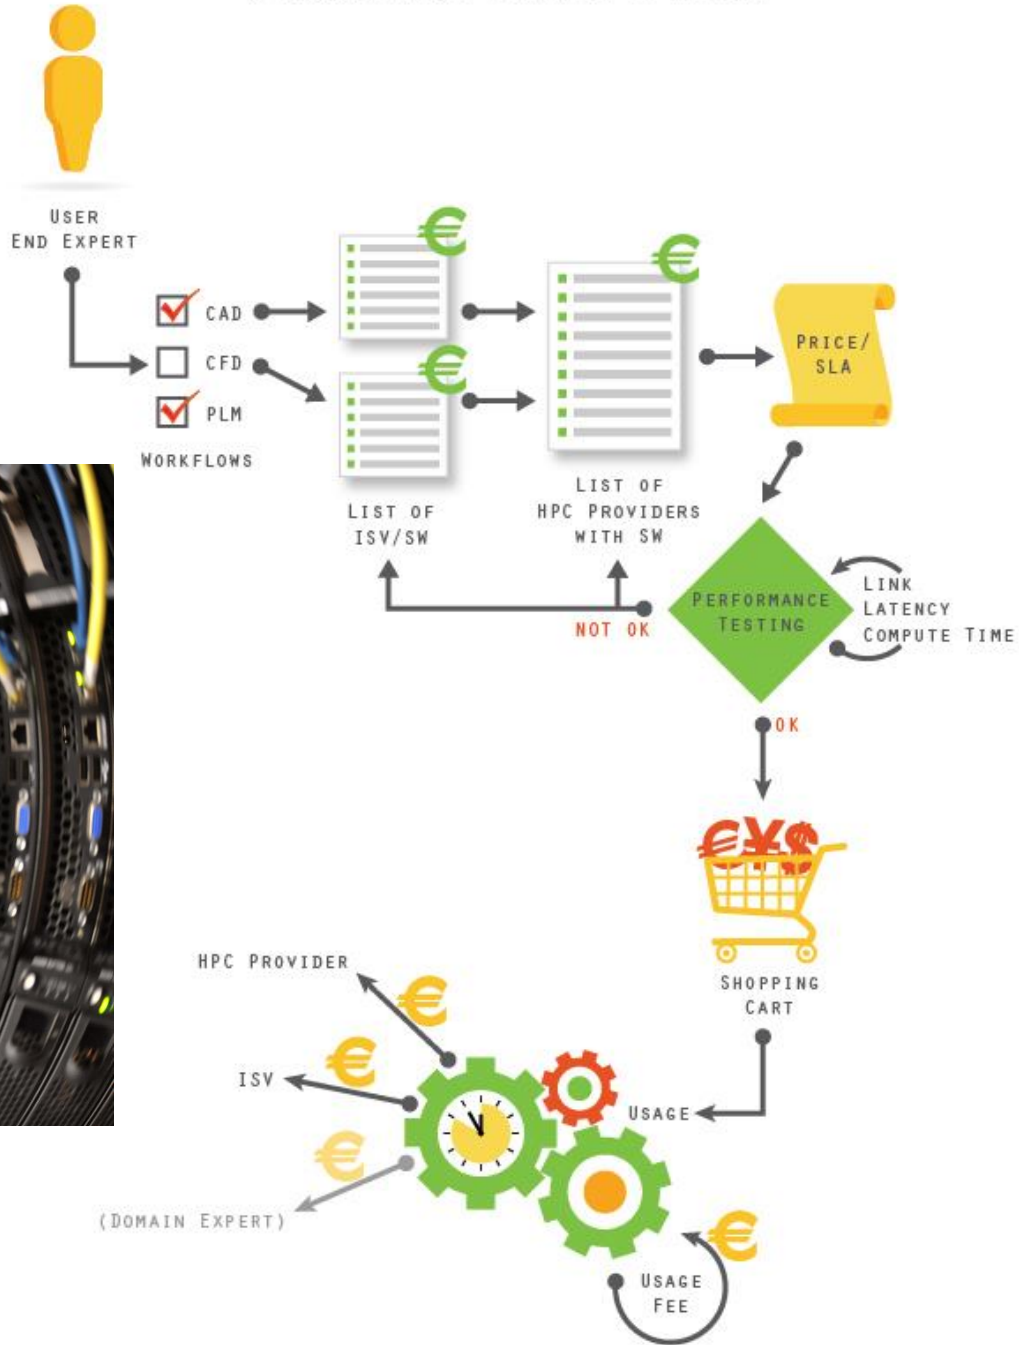 USER
END EXPERT
CAD
CFD
PLM
WORKFLOWS
LIST OF
ISV/SW
LIST OF
HPC PROVIDERS
WITH SW
PRICE/
SLA
PERFORMANCE
TESTING
LINK
LATENCY
COMPUTE TIME
NOT OK
OK
€¥$
SHOPPING
CART
HPC PROVIDER
ISV
USAGE
(DOMAIN EXPERT)
USAGE
FEE